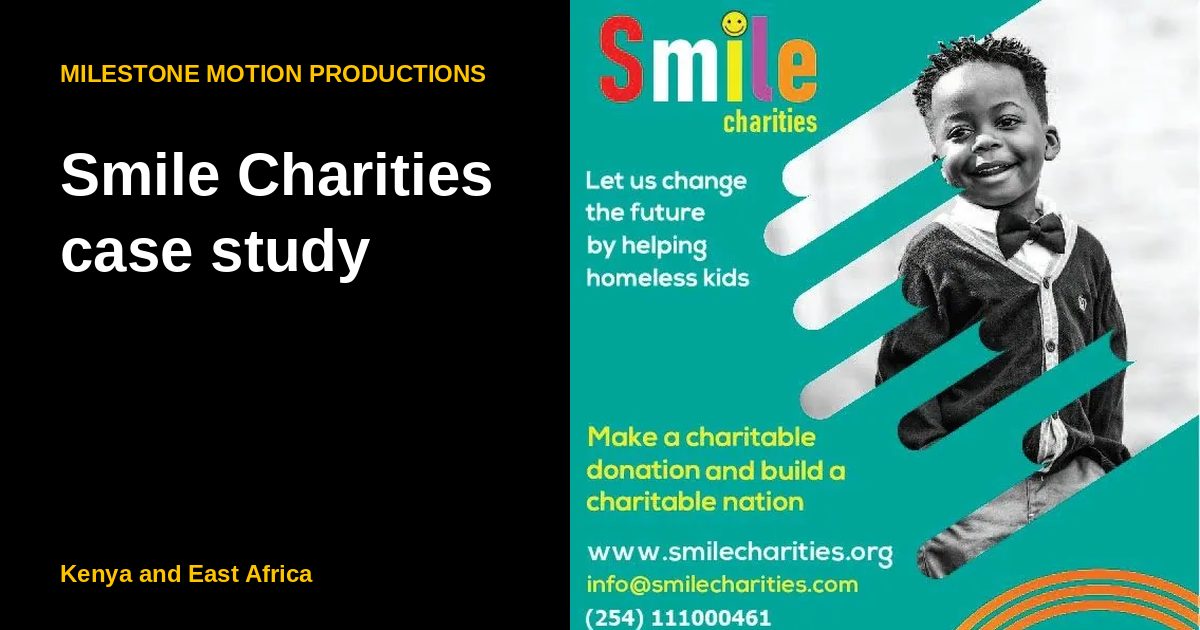 MILESTONE MOTION PRODUCTIONS
Smile Charities
case study
Kenya and East Africa
Smile
charities
Let us change
the future
by helping
homeless kids
Make a charitable
donation and build a
charitable nation
www.smilecharities.org
info@smilecharities.com
(254) 111000461